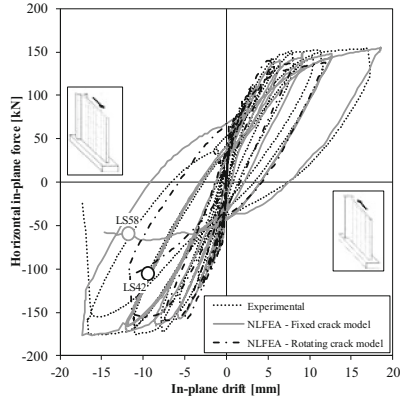 Horizontal in-plane force [kN]
200
150
100
50
0
-50
-100
-150
-200
LS58
LS42
Experimental
NLFEA - Fixed crack model
NLFEA - Rotating crack model
-20 -15 -10 -5 0 5 10 15 20
In-plane drift [mm]